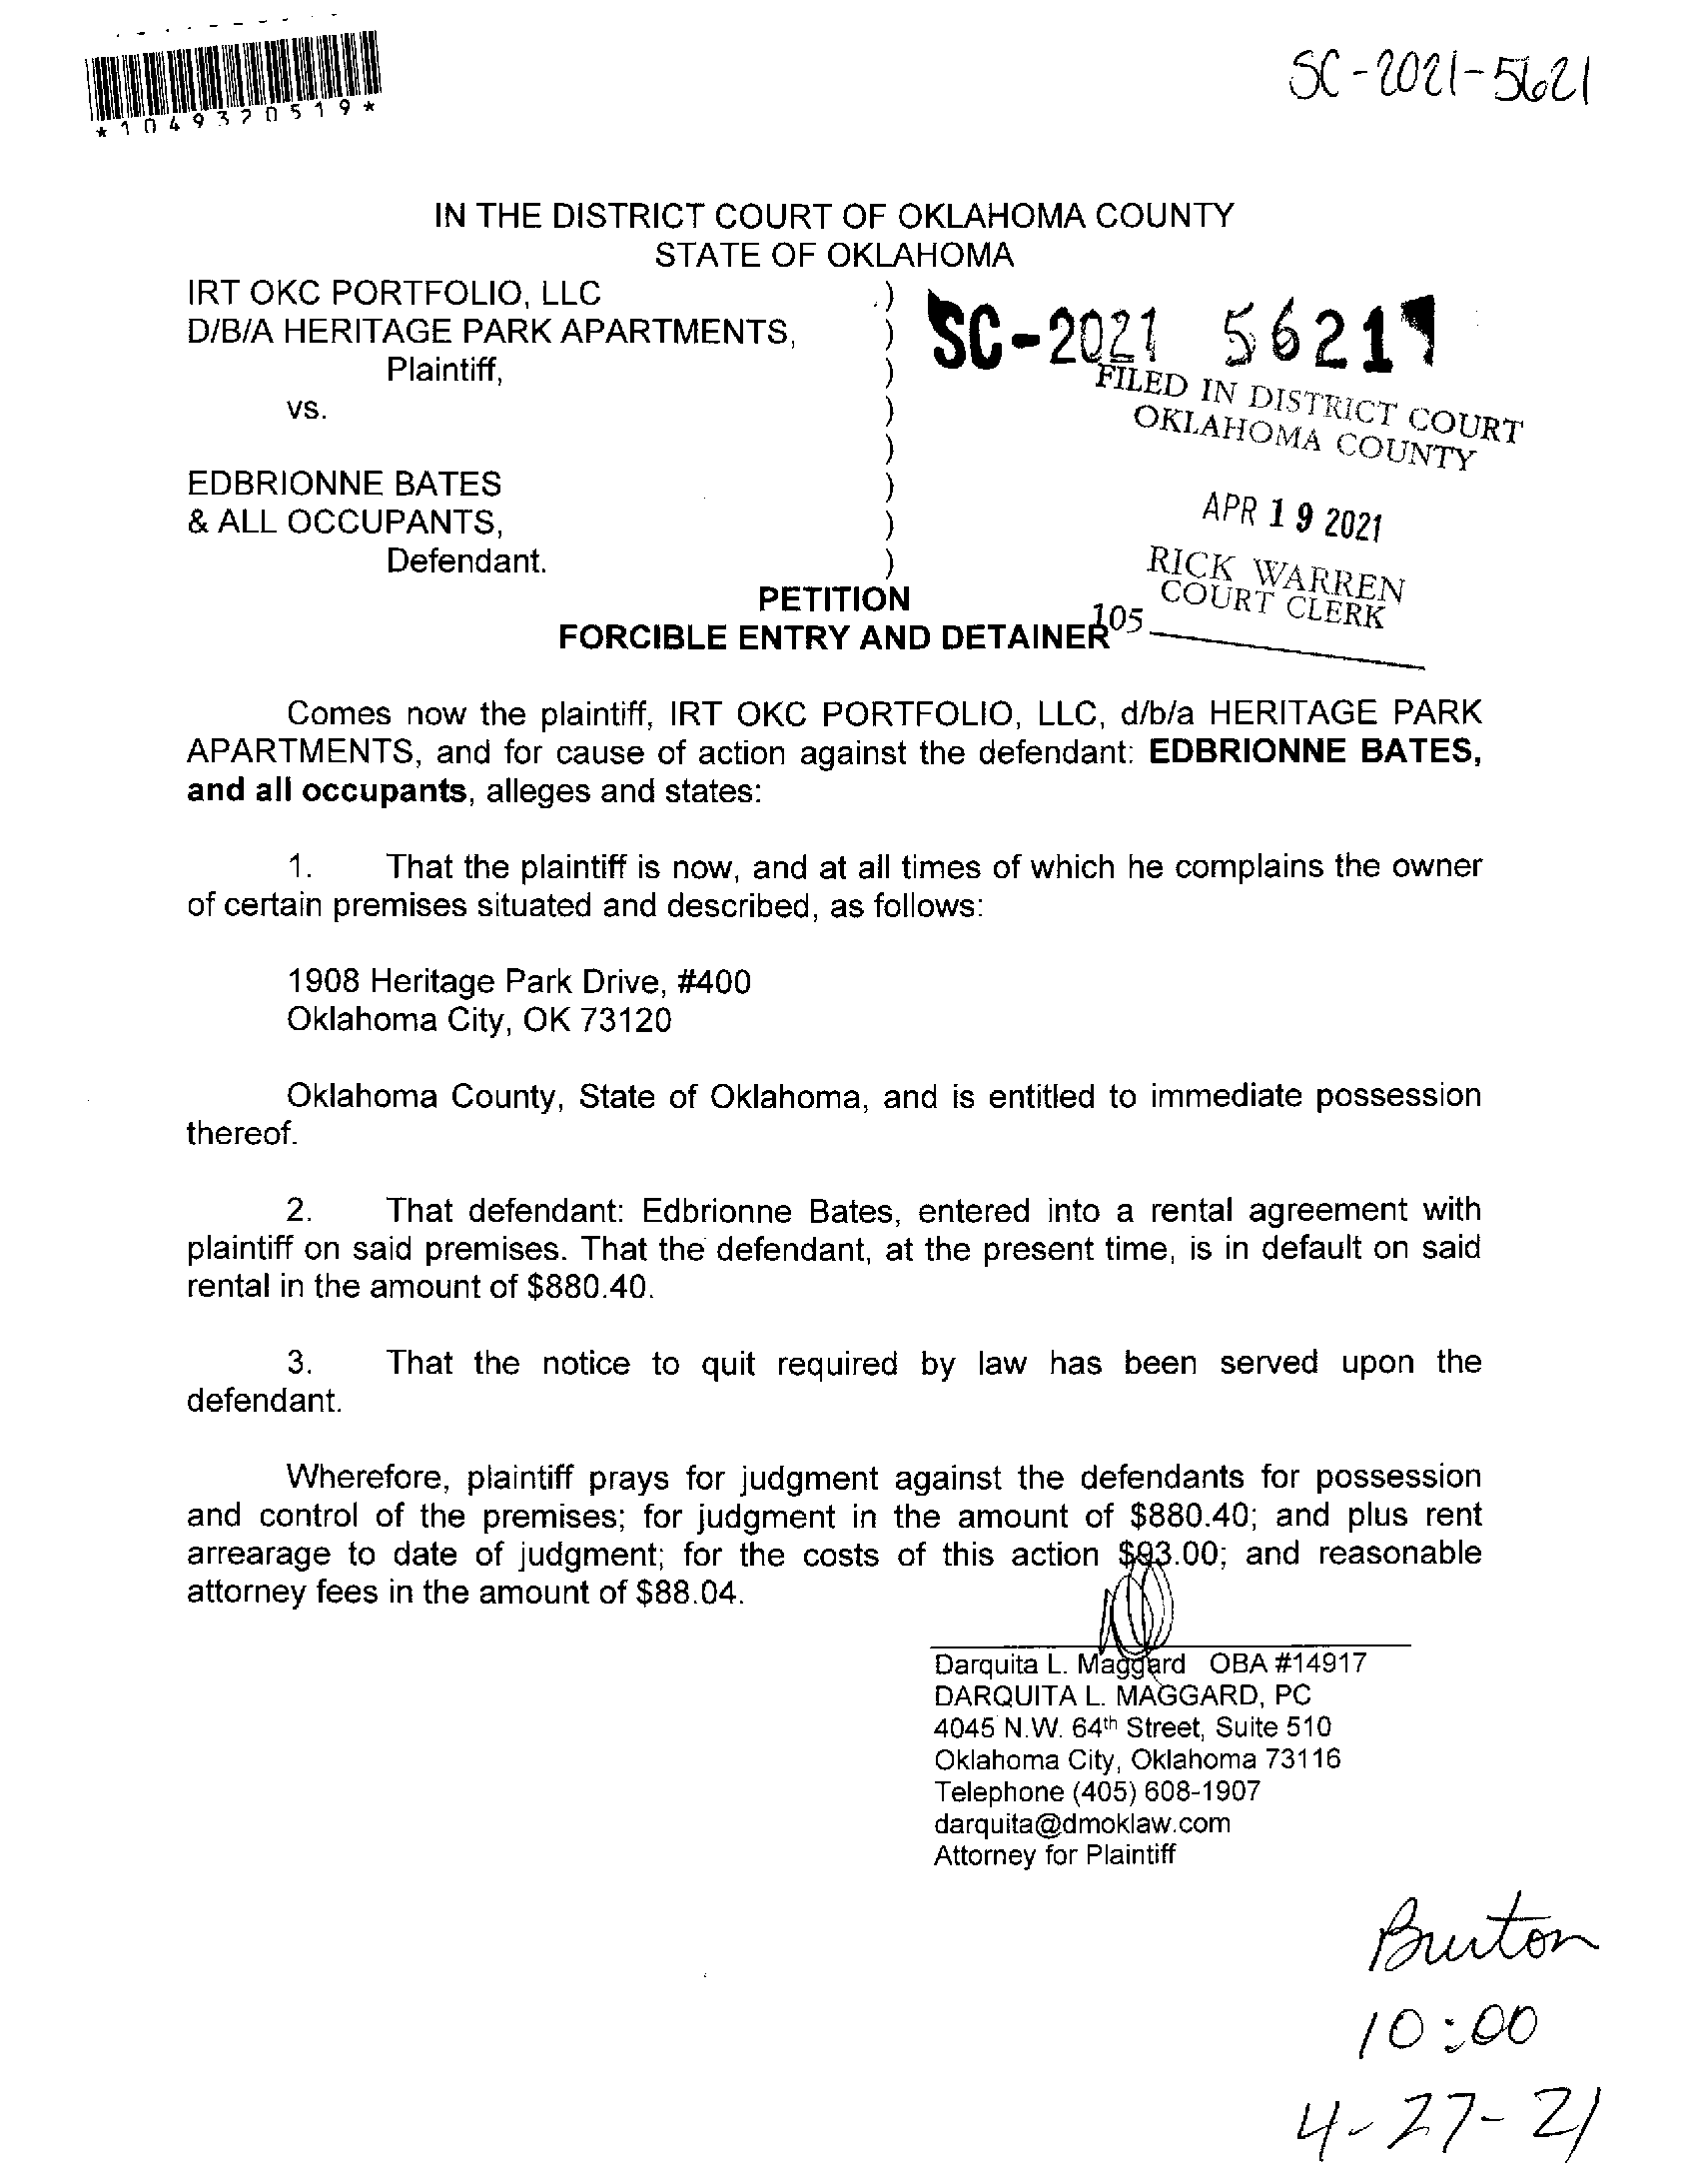 SC-2021-5621
*1049320519*
IN THE DISTRICT COURT OF OKLAHOMA COUNTY
STATE OF OKLAHOMA
IRT OKC PORTFOLIO, LLC )
D/B/A HERITAGE PARK APARTMENTS, )
Plaintiff, )
vs. )
)
EDBRIONNE BATES )
& ALL OCCUPANTS, )
Defendant. )
SC-2021 5621
FILED IN DISTRICT COURT
OKLAHOMA COUNTY
APR 19 2021
RICK WARREN
COURT CLERK
105
PETITION
FORCIBLE ENTRY AND DETAINER
Comes now the plaintiff, IRT OKC PORTFOLIO, LLC, d/b/a HERITAGE PARK
APARTMENTS, and for cause of action against the defendant: EDBRIONNE BATES,
and all occupants, alleges and states:
1. That the plaintiff is now, and at all times of which he complains the owner
of certain premises situated and described, as follows:
1908 Heritage Park Drive, #400
Oklahoma City, OK 73120
Oklahoma County, State of Oklahoma, and is entitled to immediate possession
thereof.
2. That defendant: Edbrionne Bates, entered into a rental agreement with
plaintiff on said premises. That the defendant, at the present time, is in default on said
rental in the amount of $880.40.
3. That the notice to quit required by law has been served upon the
defendant.
Wherefore, plaintiff prays for judgment against the defendants for possession
and control of the premises; for judgment in the amount of $880.40; and plus rent
arrearage to date of judgment; for the costs of this action $93.00; and reasonable
attorney fees in the amount of $88.04.
Darquita L. Maggard OBA #14917
DARQUITA L. MAGGARD, PC
4045 N.W. 64th Street, Suite 510
Oklahoma City, Oklahoma 73116
Telephone (405) 608-1907
darquita@dmoklaw.com
Attorney for Plaintiff
Burton
10:00
4-27-21